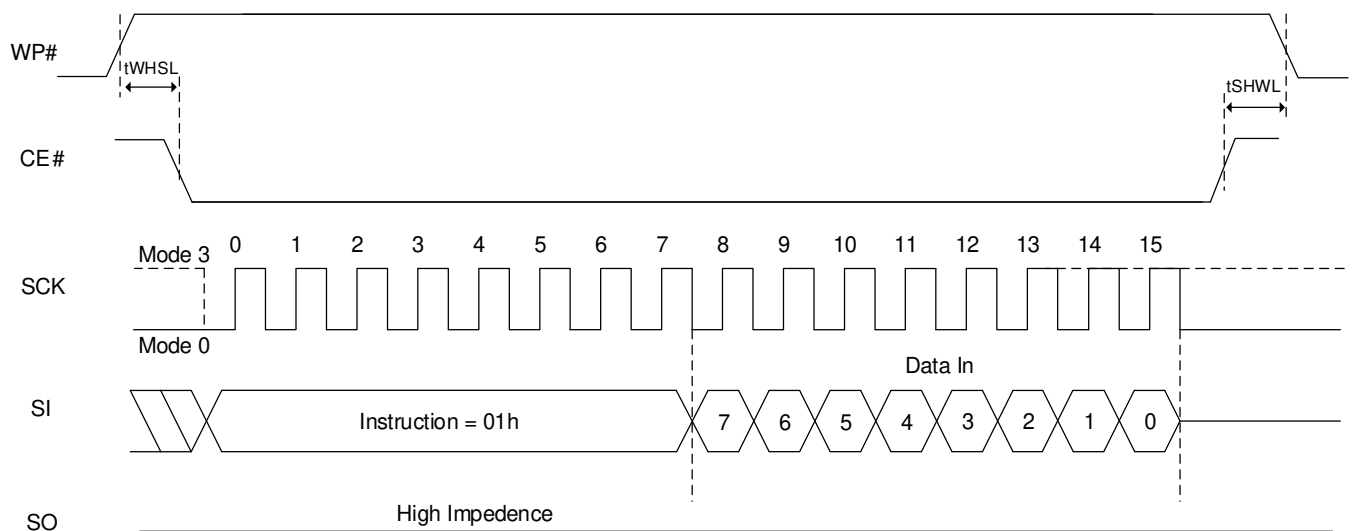 WP#
tWHSL
tSHWL
CE#
0 1 2 3 4 5 6 7 8 9 10 11 12 13 14 15
Mode 3
SCK
Mode 0
Data In
SI
Instruction = 01h
7 6 5 4 3 2 1 0
High Impedence
SO